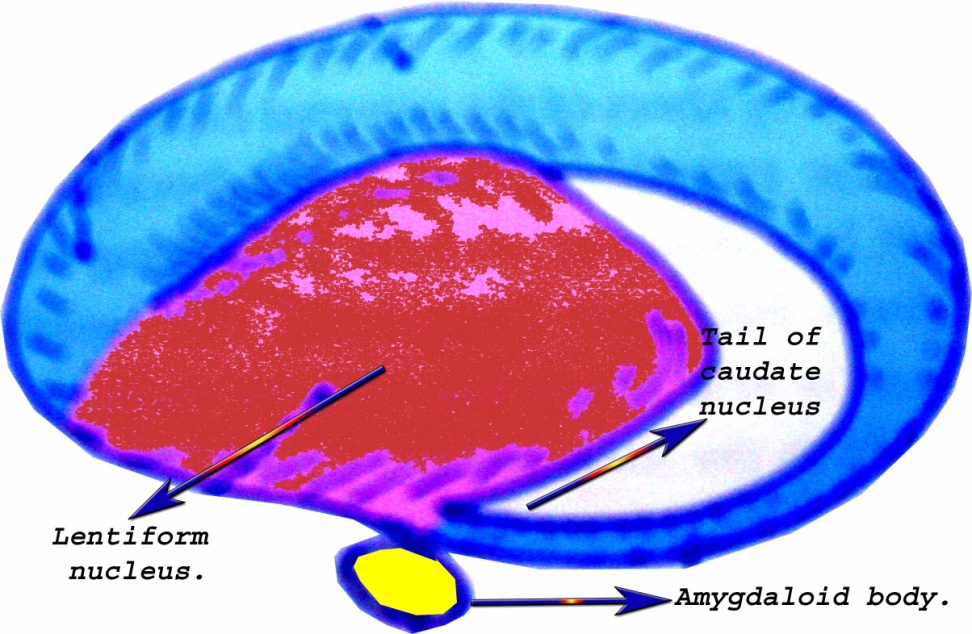 Tail of
caudate
nucleus
Lentiform
nucleus.
Amygdaloid body.